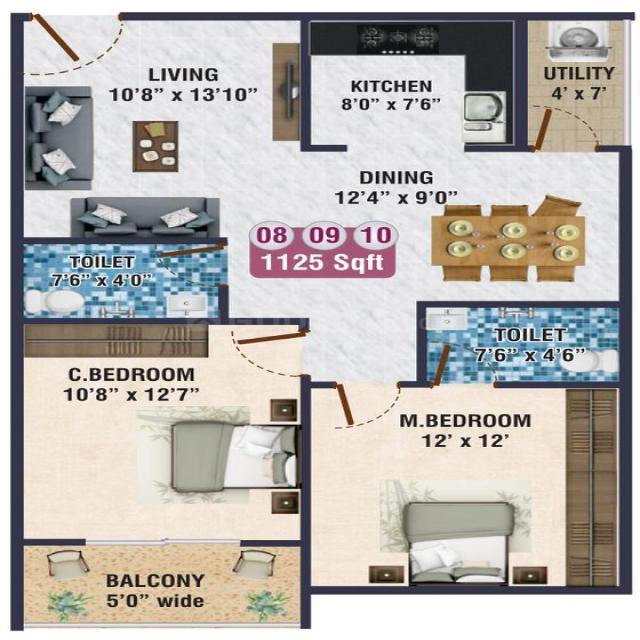 LIVING
10'8" x 13'10"
KITCHEN
8'0" x 7'6"
UTILITY
4' x 7'
DINING
12'4" x 9'0"
08 09 10
1125 Sqft
TOILET
7'6" x 4'0"
TOILET
7'6" x 4'6"
C.BEDROOM
10'8" x 12'7"
M.BEDROOM
12' x 12'
BALCONY
5'0" wide